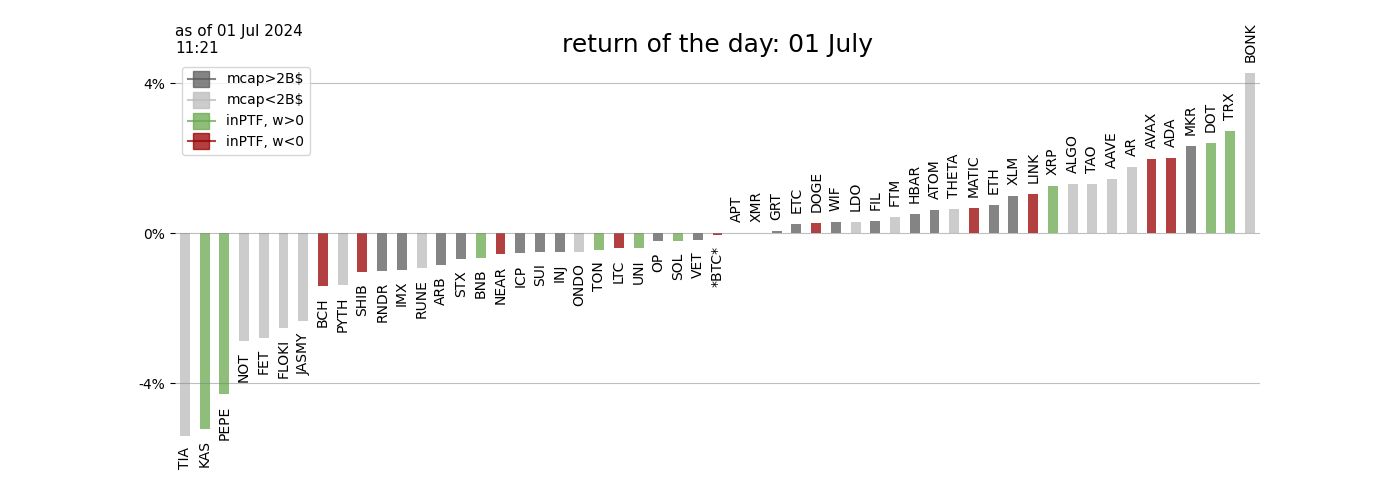 as of 01 Jul 2024
11:21
return of the day: 01 July
mcap>2B$
mcap<2B$
inPTF, w>0
inPTF, w<0
4%
0%
-4%
TIA
KAS
PEPE
NOT
FET
FLOKI
JASMY
BCH
PYTH
SHIB
RNDR
IMX
RUNE
ARB
STX
BNB
NEAR
ICP
SUI
INJ
ONDO
TON
LTC
UNI
OP
SOL
VET
*BTC*
APT
XMR
GRT
ETC
DOGE
WIF
LDO
FIL
FTM
HBAR
ATOM
THETA
MATIC
ETH
XLM
LINK
XRP
ALGO
TAO
AAVE
AR
AVAX
ADA
MKR
DOT
TRX
BONK